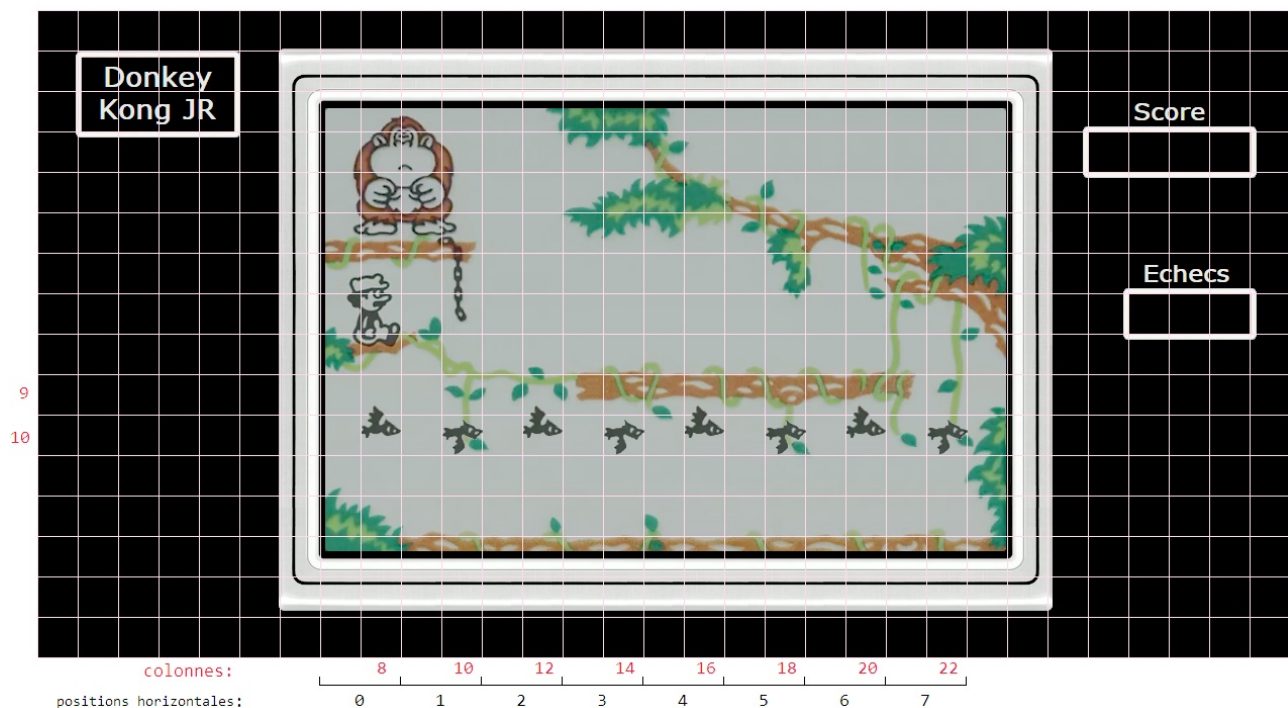 Donkey
Kong JR
Score
Echecs
9
10
colonnes: 8 10 12 14 16 18 20 22
positions horizontales: 0 1 2 3 4 5 6 7